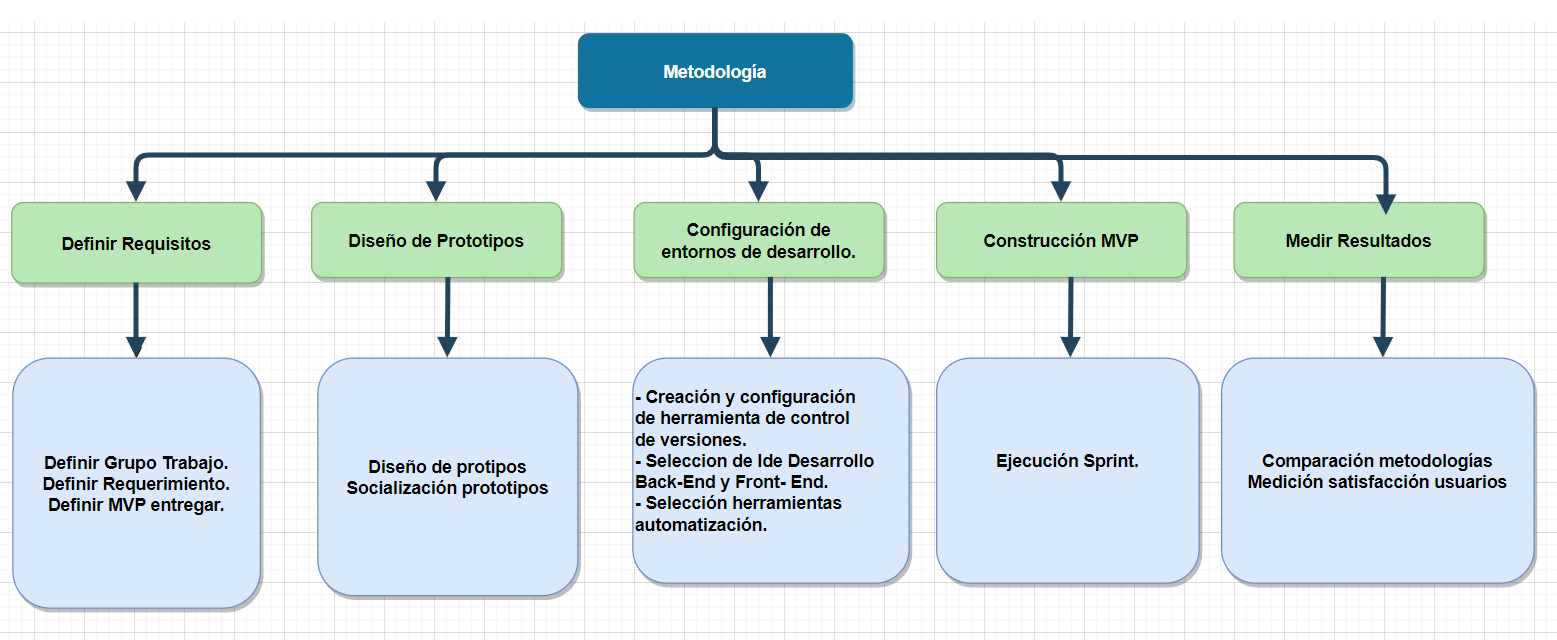 Metodología
Definir Requisitos
Diseño de Prototipos
Configuración de
entornos de desarrollo.
Construcción MVP
Medir Resultados
Definir Grupo Trabajo.
Definir Requerimiento.
Definir MVP entregar.
Diseño de protipos
Socialización prototipos
- Creación y configuración
de herramienta de control
de versiones.
- Seleccion de Ide Desarrollo
Back-End y Front- End.
- Selección herramientas
automatización.
Ejecución Sprint.
Comparación metodologías
Medición satisfacción usuarios